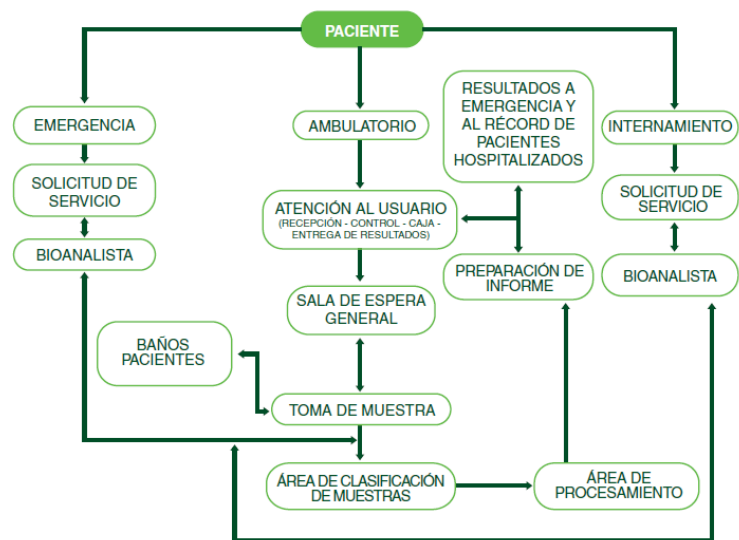 PACIENTE
EMERGENCIA
SOLICITUD DE
SERVICIO
BIOANALISTA
AMBULATORIO
ATENCIÓN AL USUARIO
(RECEPCIÓN - CONTROL - CAJA -
ENTREGA DE RESULTADOS)
SALA DE ESPERA
GENERAL
BAÑOS
PACIENTES
TOMA DE MUESTRA
ÁREA DE CLASIFICACIÓN
DE MUESTRAS
ÁREA DE
PROCESAMIENTO
PREPARACIÓN DE
INFORME
RESULTADOS A
EMERGENCIA Y
AL RÉCORD DE
PACIENTES
HOSPITALIZADOS
INTERNAMIENTO
SOLICITUD DE
SERVICIO
BIOANALISTA